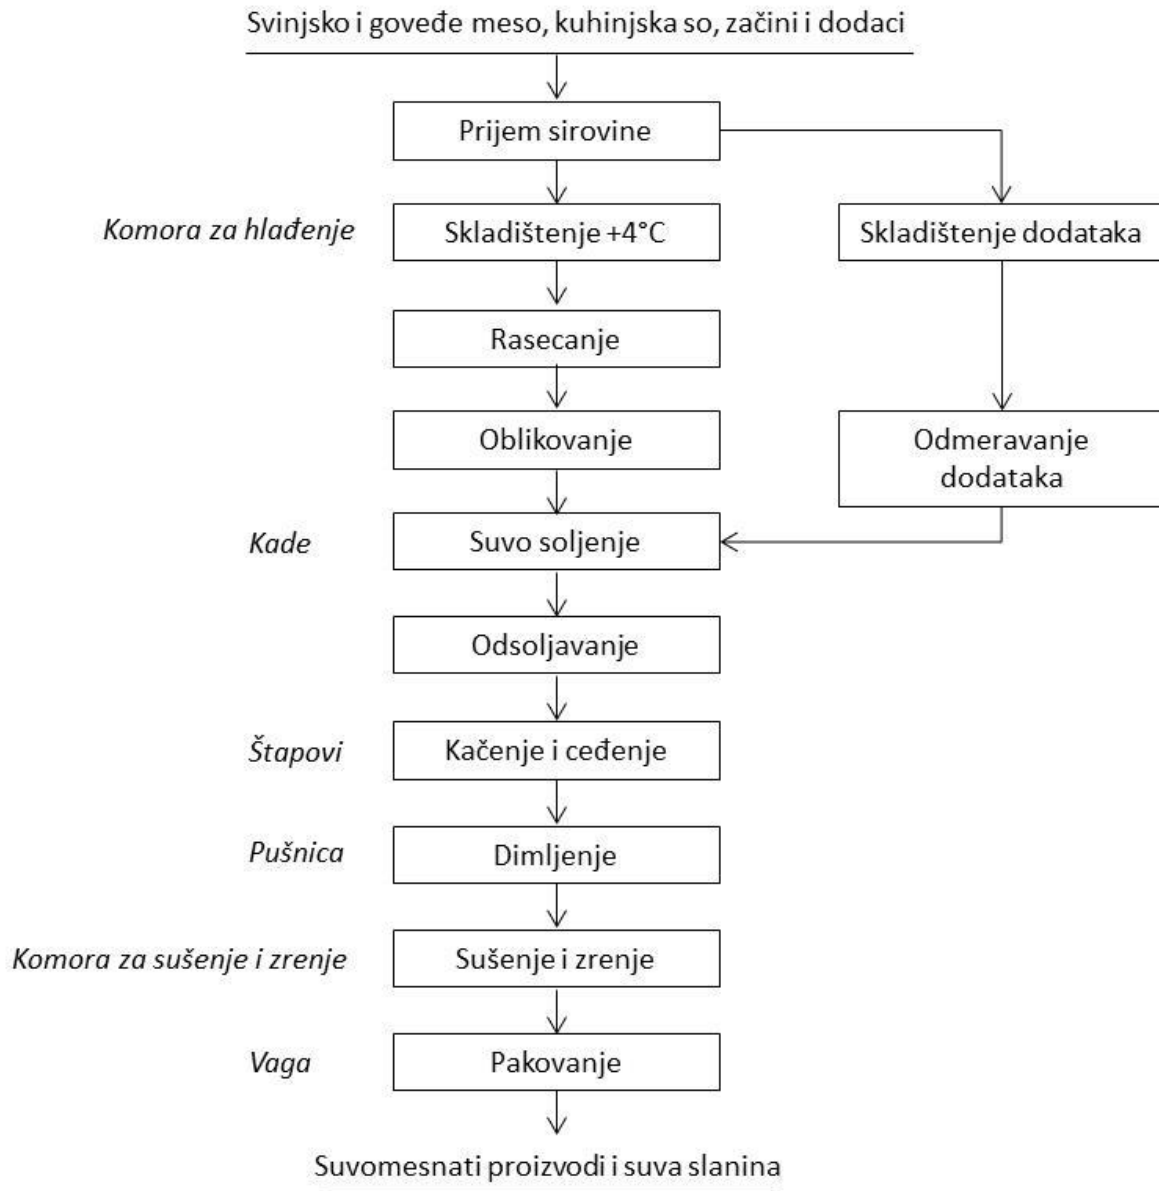 Svinjsko i goveđe meso, kuhinjska so, začini i dodaci
Prijem sirovine
Komora za hlađenje
Skladištenje +4°C
Skladištenje dodataka
Rasecanje
Oblikovanje
Odmeravanje
dodataka
Kade
Suvo soljenje
Odsoljavanje
Štapovi
Kačenje i ceđenje
Pušnica
Dimljenje
Komora za sušenje i zrenje
Sušenje i zrenje
Vaga
Pakovanje
Suvomesnati proizvodi i suva slanina